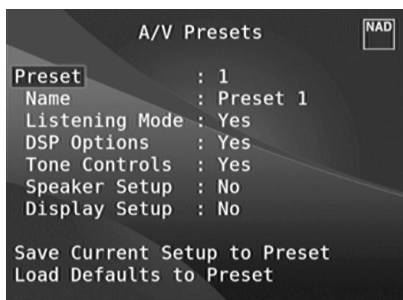 A/V Presets
NAD
Preset : 1
Name : Preset 1
Listening Mode : Yes
DSP Options : Yes
Tone Controls : Yes
Speaker Setup : No
Display Setup : No
Save Current Setup to Preset
Load Defaults to Preset